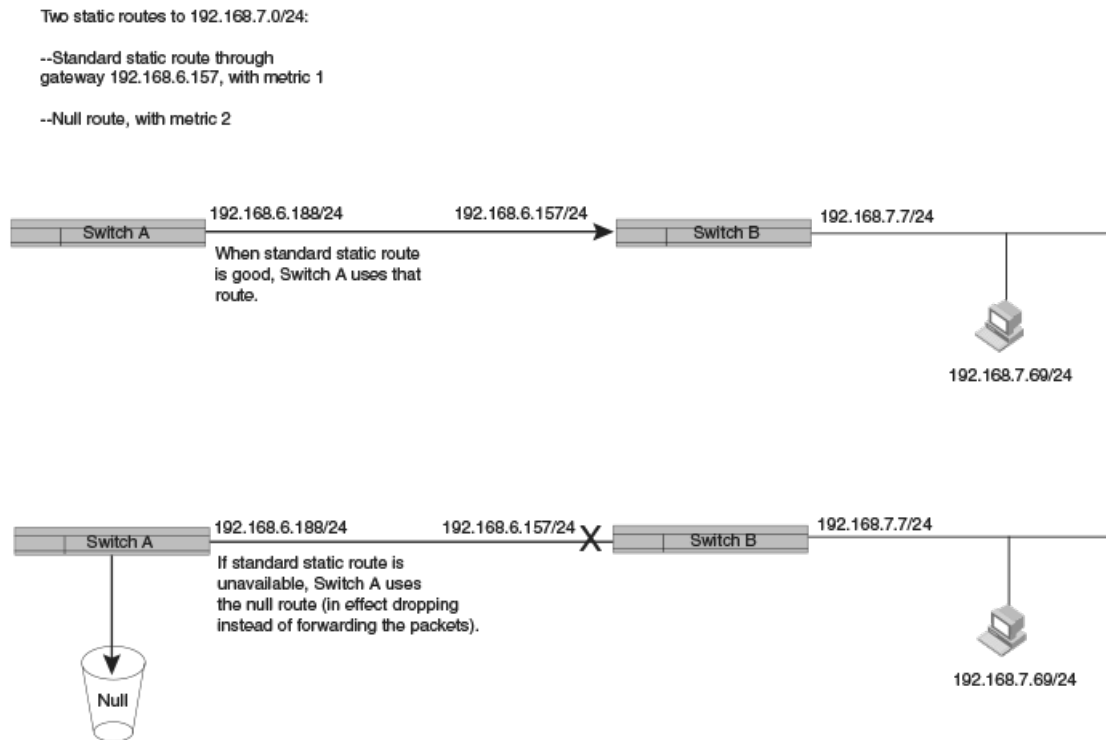 Two static routes to 192.168.7.0/24:
--Standard static route through
gateway 192.168.6.157, with metric 1
--Null route, with metric 2
192.168.6.188/24
192.168.6.157/24
192.168.7.7/24
Switch A
Switch B
When standard static route
is good, Switch A uses that
route.
192.168.7.69/24
192.168.6.188/24
192.168.6.157/24
192.168.7.7/24
Switch A
X
Switch B
If standard static route is
unavailable, Switch A uses
the null route (in effect dropping
instead of forwarding the packets).
192.168.7.69/24
Null